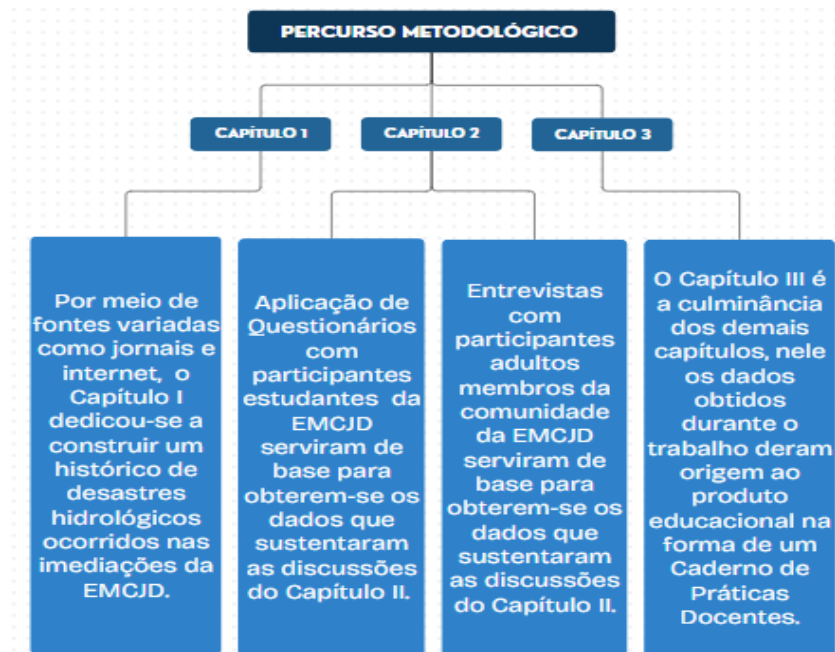 PERCURSO METODOLÓGICO
CAPÍTULO 1
CAPÍTULO 2
CAPÍTULO 3
Por meio de
fontes variadas
como jornais e
internet, o
Capítulo I
dedicou-se a
construir um
histórico de
desastres
hidrológicos
ocorridos nas
imediações da
EMCJD.
Aplicação de
Questionários
com
participantes
estudantes da
EMCJD
serviram de
base para
obterem-se os
dados que
sustentaram
as discussões
do Capítulo II.
Entrevistas
com
participantes
adultos
membros da
comunidade
da EMCJD
serviram de
base para
obterem-se os
dados que
sustentaram
as discussões
do Capítulo II.
O Capítulo III é
a culminância
dos demais
capítulos, nele
os dados
obtidos
durante o
trabalho deram
origem ao
produto
educacional na
forma de um
Caderno de
Práticas
Docentes.